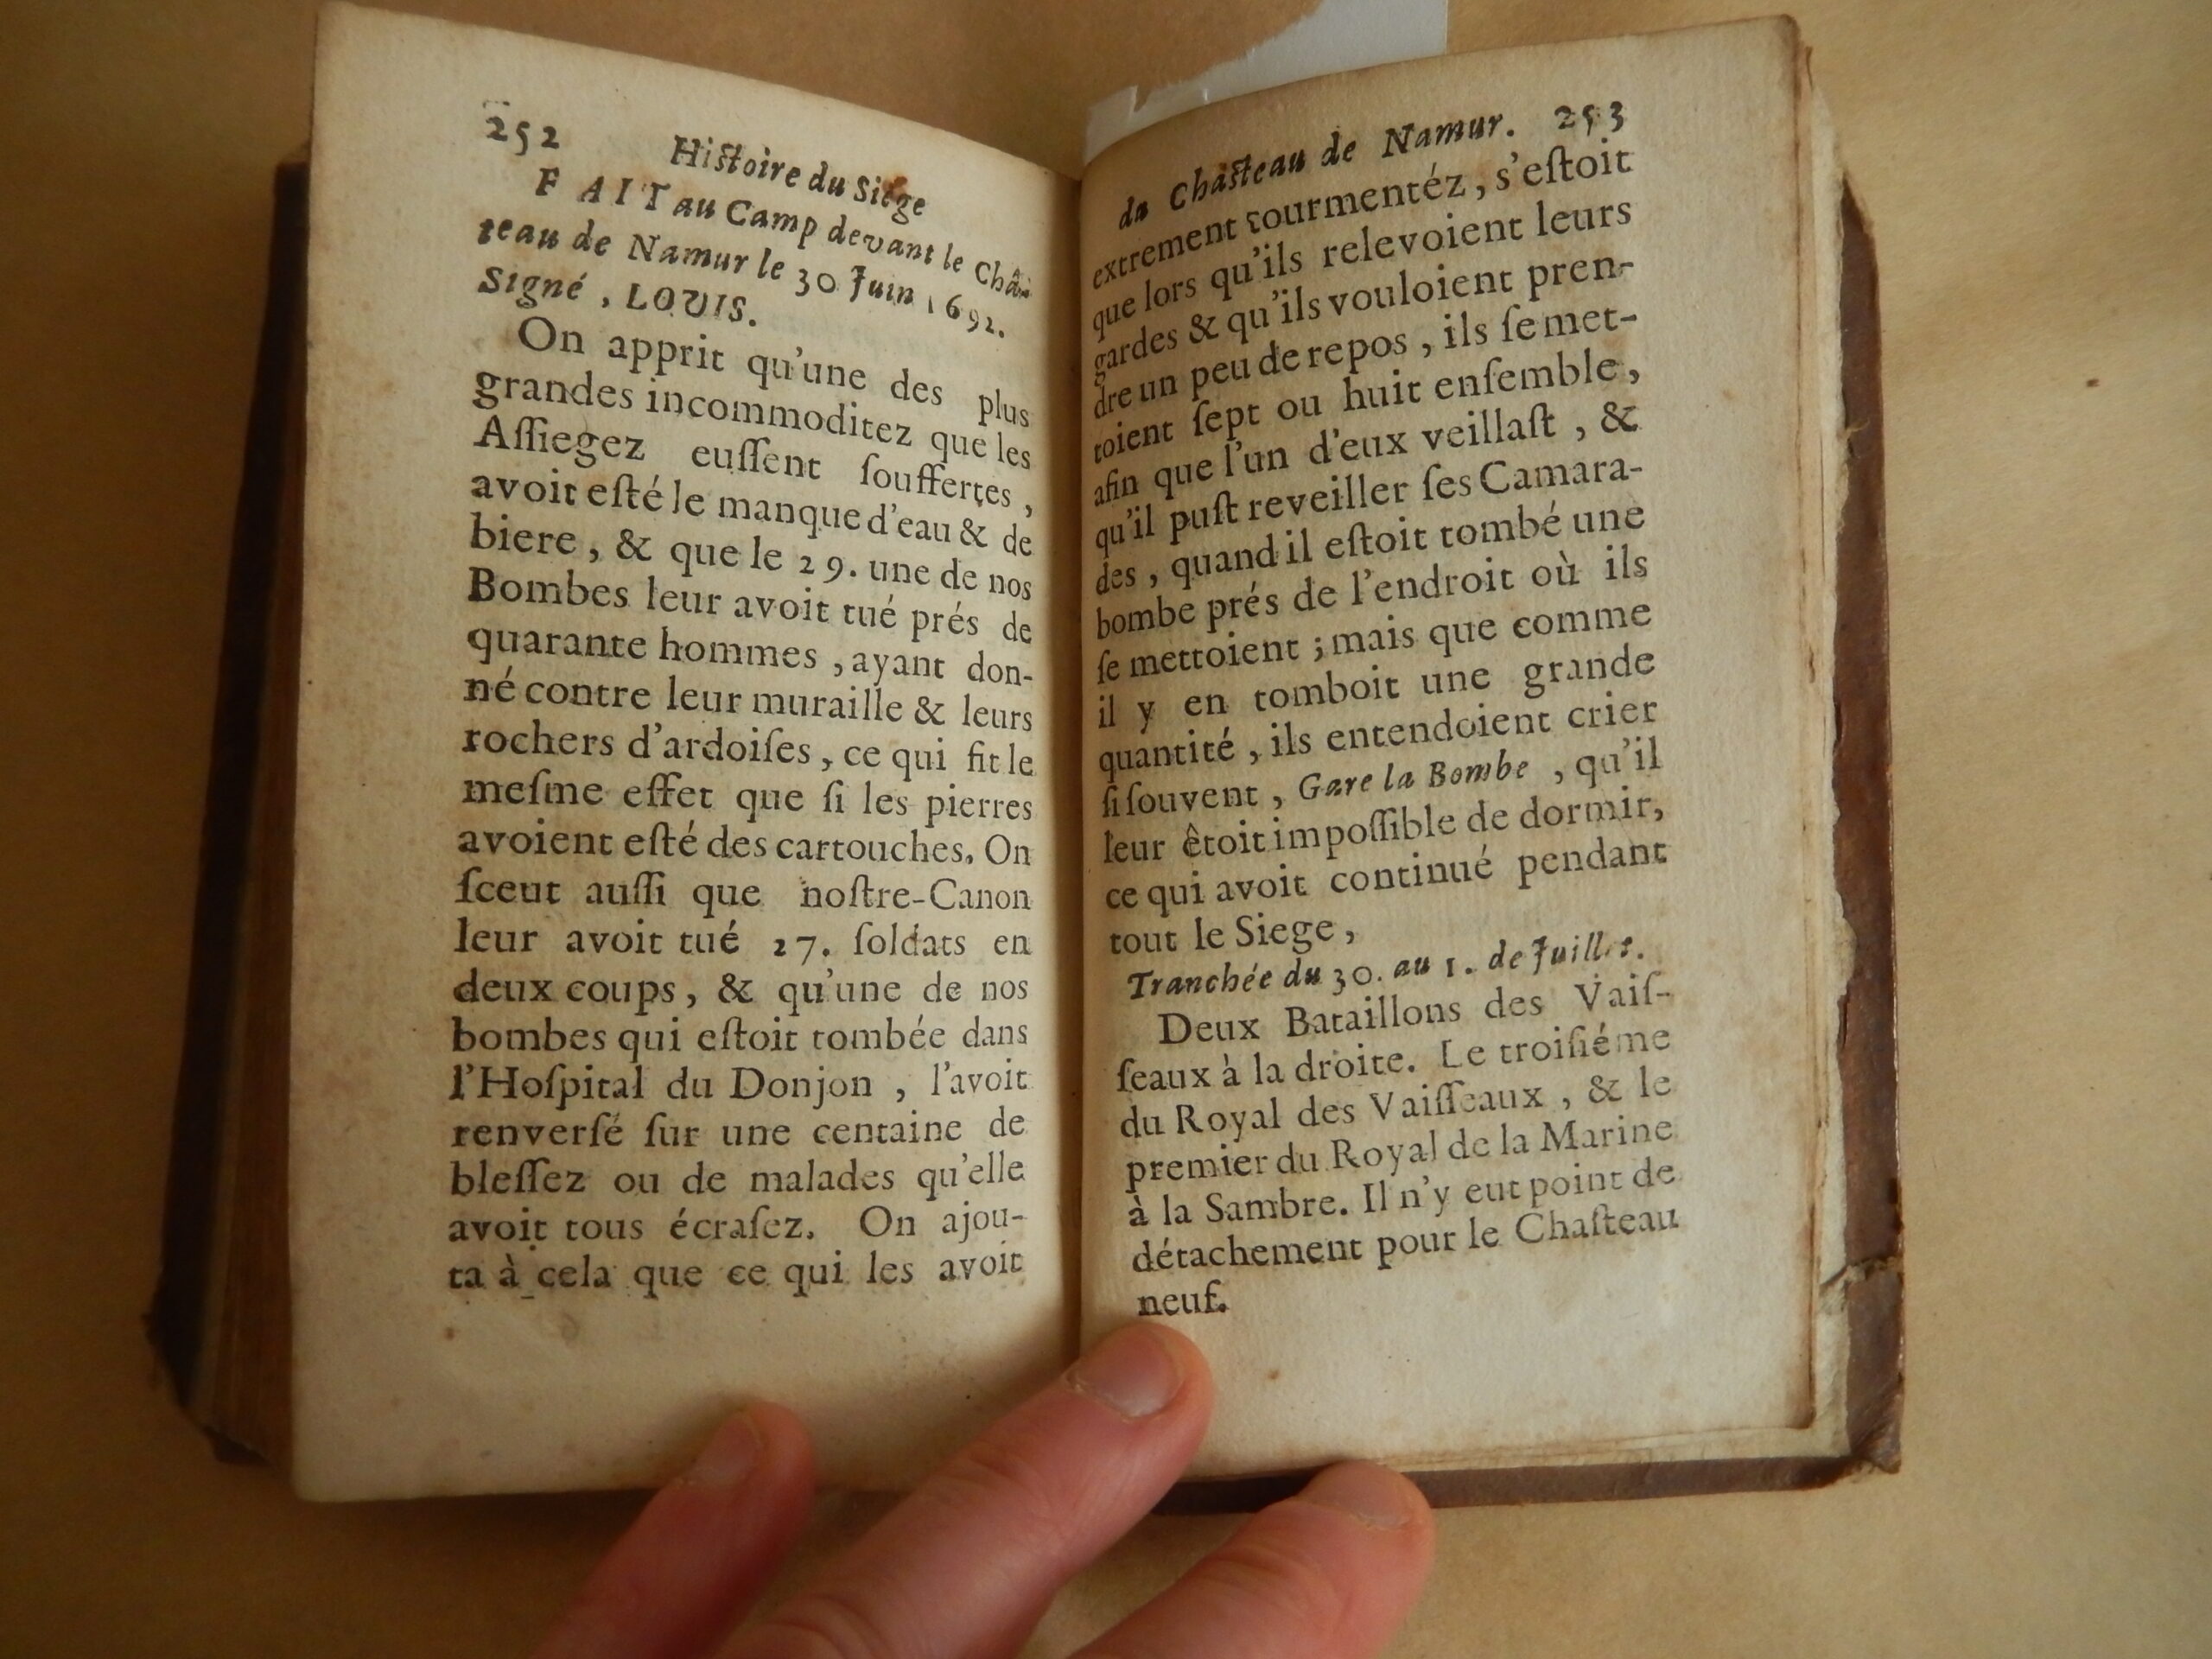 252 Histoire du Siege
FAIT au Camp devant le Châ-
teau de Namur le 30 Juin 1692.
Signé, LOUIS.
On apprit qu'une des plus
grandes incommoditez que les
Aſſiegez euſſent ſouffertes,
avoit eſté le manque d'eau & de
biere, & que le 29. une de nos
Bombes leur avoit tué prés de
quarante hommes, ayant don-
né contre leur muraille & leurs
rochers d'ardoiſes, ce qui fit le
meſme effet que ſi les pierres
avoient eſté des cartouches. On
ſceut auſſi que noſtre-Canon
leur avoit tué 27. ſoldats en
deux coups, & qu'une de nos
bombes qui eſtoit tombée dans
l'Hoſpital du Donjon, l'avoit
renverſé ſur une centaine de
bleſſez ou de malades qu'elle
avoit tous écraſez. On ajou-
ta à cela que ce qui les avoit
du Chaſteau de Namur. 253
extrement tourmentéz, s'eſtoit
que lors qu'ils relevoient leurs
gardes & qu'ils vouloient pren-
dre un peu de repos, ils ſe met-
toient ſept ou huit enſemble,
afin que l'un d'eux veillaſt, &
qu'il puſt reveiller ſes Camara-
des, quand il eſtoit tombé une
bombe prés de l'endroit où ils
ſe mettoient; mais que comme
il y en tomboit une grande
quantité, ils entendoient crier
ſi ſouvent, Gare la Bombe, qu'il
leur êtoit impoſſible de dormir,
ce qui avoit continué pendant
tout le Siege,
Tranchée du 30. au 1. de Juillet.
Deux Bataillons des Vaiſ-
ſeaux à la droite. Le troiſiéme
du Royal des Vaiſſeaux, & le
premier du Royal de la Marine
à la Sambre. Il n'y eut point de
détachement pour le Chaſteau
neuf.